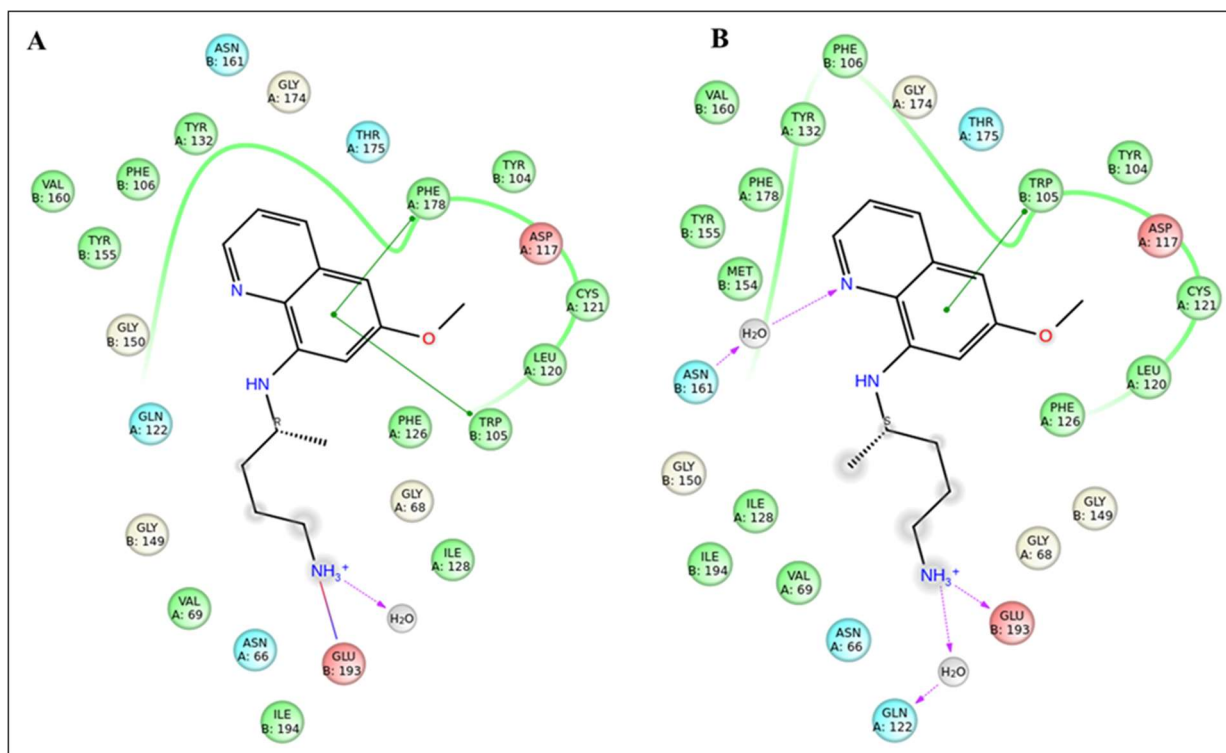 A
ASN
B: 161
GLY
A: 174
TYR
A: 132
THR
A: 175
PHE
B: 106
VAL
B: 160
TYR
B: 104
PHE
A: 178
TYR
B: 155
ASP
A: 117
N
CYS
A: 121
GLY
B: 150
O
LEU
A: 120
HN
GLN
A: 122
PHE
A: 126
TRP
B: 105
R
GLY
A: 68
GLY
B: 149
ILE
A: 128
NH3+
VAL
A: 69
H2O
ASN
A: 66
GLU
B: 193
ILE
B: 194
B
PHE
B: 106
VAL
B: 160
GLY
A: 174
TYR
A: 132
THR
A: 175
TYR
B: 104
PHE
A: 178
TRP
B: 105
TYR
B: 155
ASP
A: 117
MET
B: 154
N
CYS
A: 121
H2O
O
ASN
B: 161
LEU
A: 120
HN
PHE
A: 126
S
GLY
B: 150
ILE
A: 128
GLY
B: 149
GLY
A: 68
ILE
B: 194
VAL
A: 69
NH3+
GLU
B: 193
ASN
A: 66
H2O
GLN
A: 122